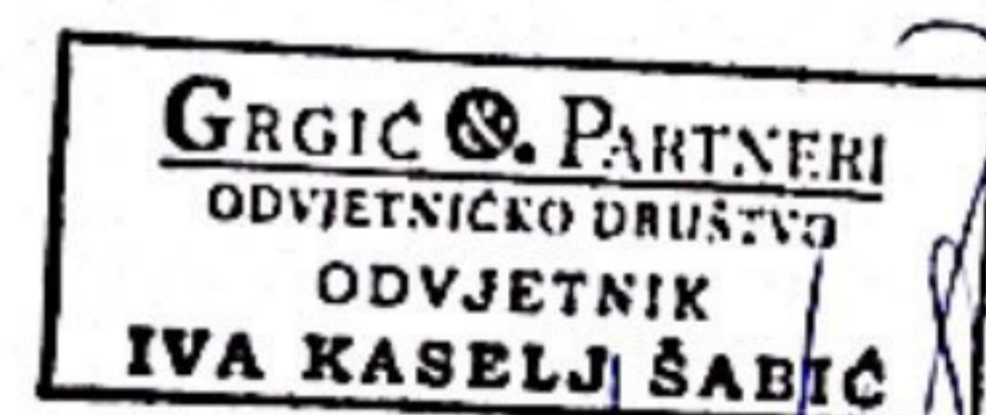 GRGIĆ & PARTNERI
ODVJETNIČKO DRUŠTVO
ODVJETNIK
IVA KASELJ ŠABIĆ